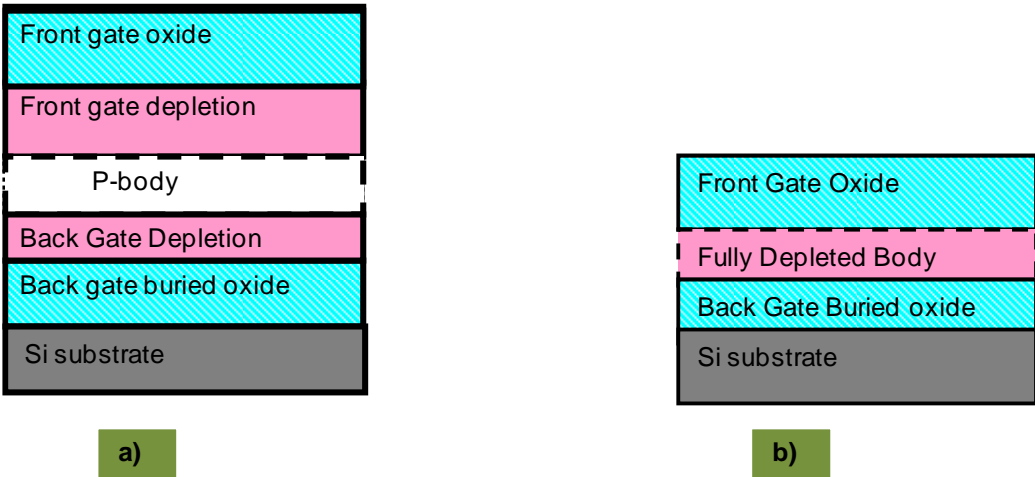 Front gate oxide
Front gate depletion
P-body
Back Gate Depletion
Back gate buried oxide
Si substrate
a)
Front Gate Oxide
Fully Depleted Body
Back Gate Buried oxide
Si substrate
b)